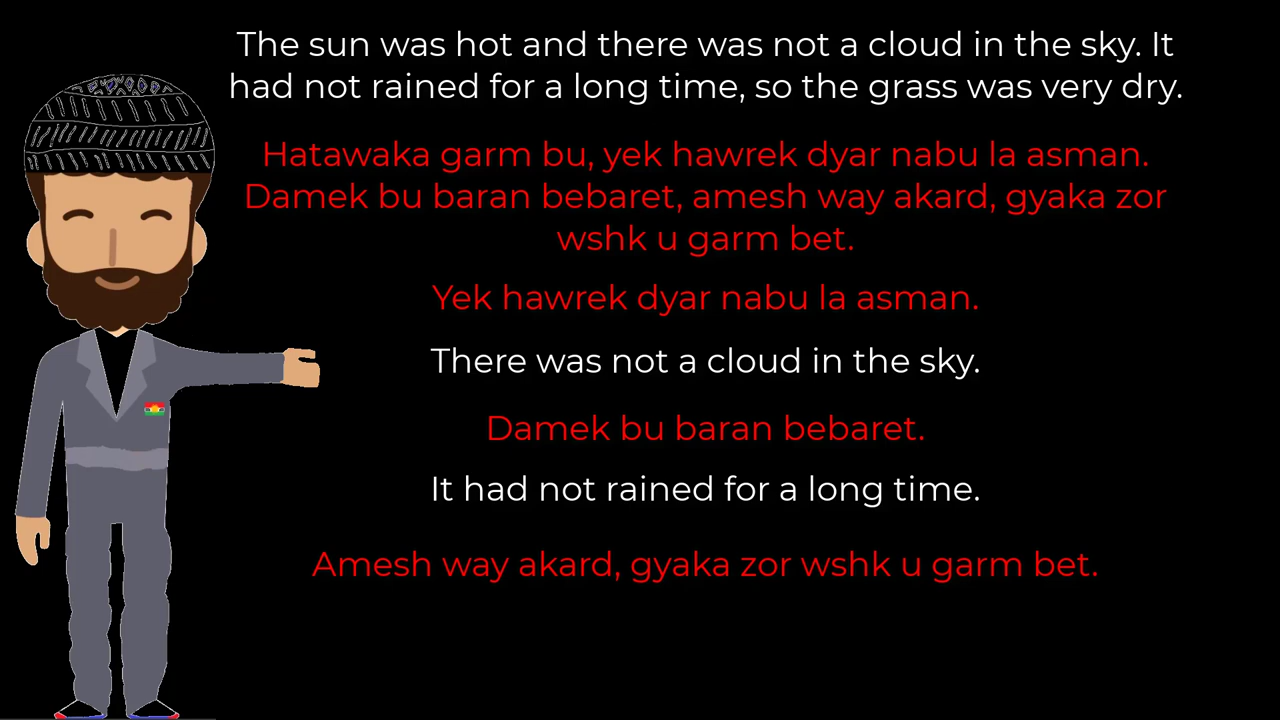 The sun was hot and there was not a cloud in the sky. It
had not rained for a long time, so the grass was very dry.
Hatawaka garm bu, yek hawrek dyar nabu la asman.
Damek bu baran bebaret, amesh way akard, gyaka zor
wshk u garm bet.
Yek hawrek dyar nabu la asman.
There was not a cloud in the sky.
Damek bu baran bebaret.
It had not rained for a long time.
Amesh way akard, gyaka zor wshk u garm bet.